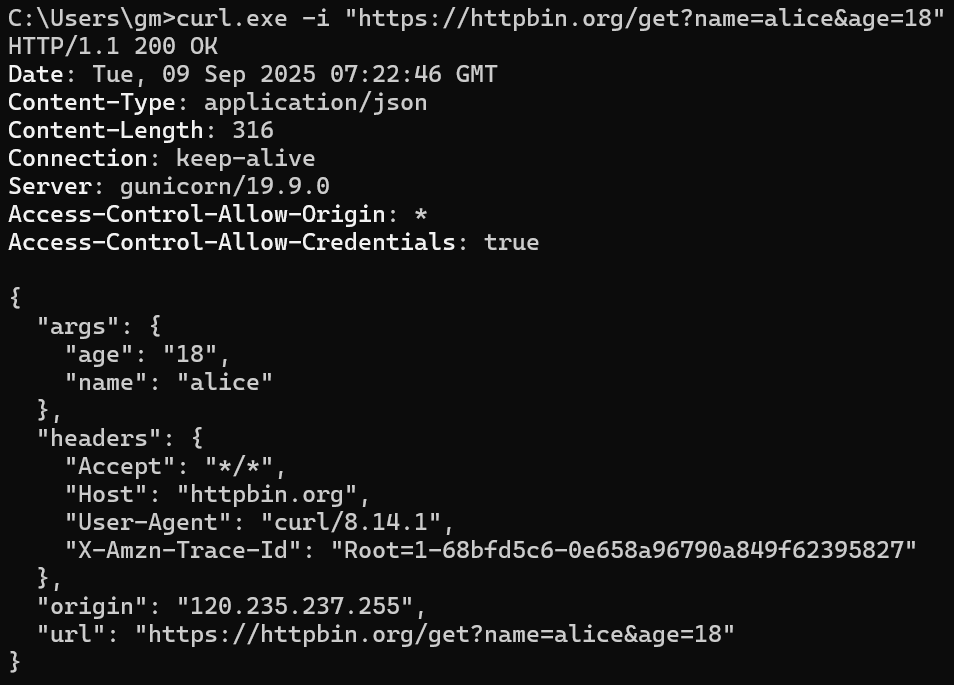 C:\Users\gm>curl.exe -i "https://httpbin.org/get?name=alice&age=18"
HTTP/1.1 200 OK
Date: Tue, 09 Sep 2025 07:22:46 GMT
Content-Type: application/json
Content-Length: 316
Connection: keep-alive
Server: gunicorn/19.9.0
Access-Control-Allow-Origin: *
Access-Control-Allow-Credentials: true

{
  "args": {
    "age": "18",
    "name": "alice"
  },
  "headers": {
    "Accept": "*/*",
    "Host": "httpbin.org",
    "User-Agent": "curl/8.14.1",
    "X-Amzn-Trace-Id": "Root=1-68bfd5c6-0e658a96790a849f62395827"
  },
  "origin": "120.235.237.255",
  "url": "https://httpbin.org/get?name=alice&age=18"
}